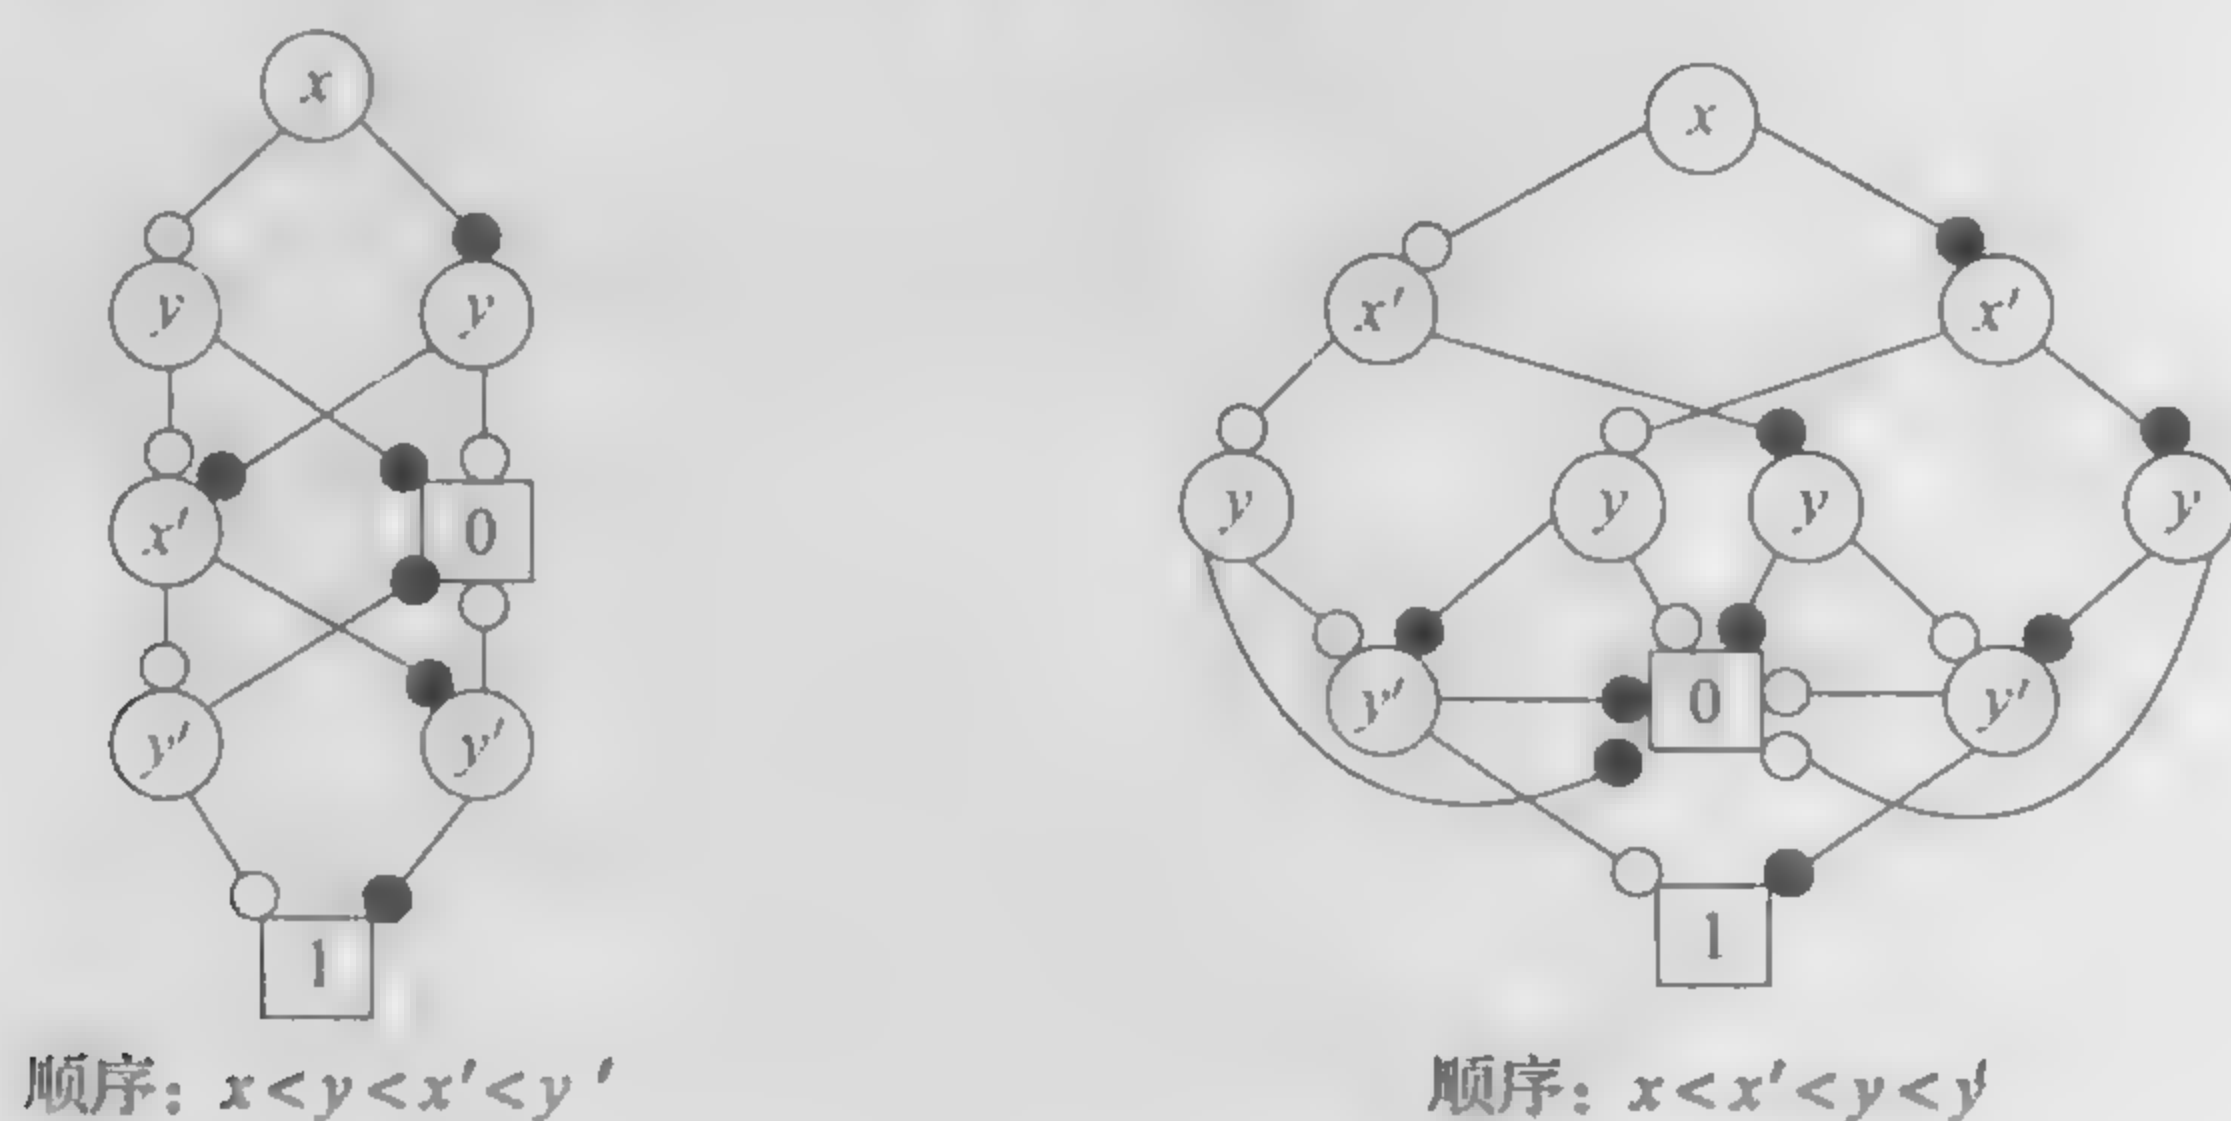 x
y y
x′ 0
y′ y′
1
顺序：x < y < x′ < y′
x
x′ x′
y y y y
y′ 0 y′
1
顺序：x < x′ < y < y′